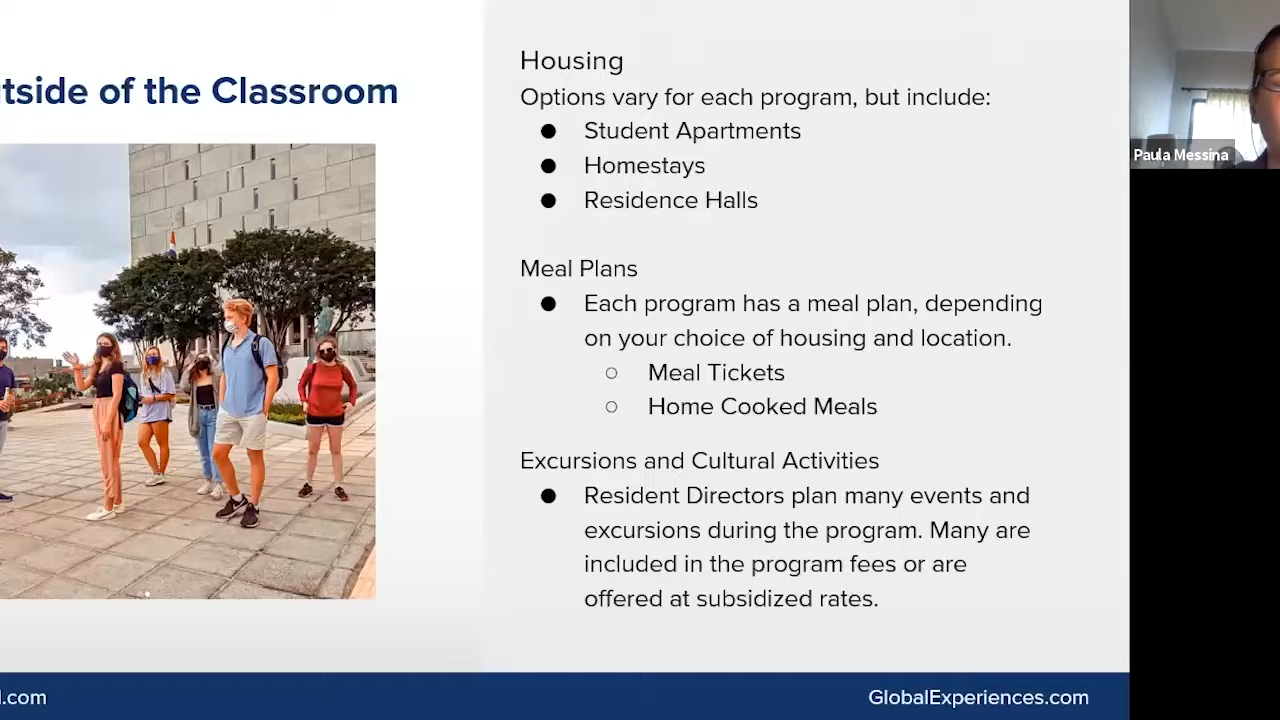 tside of the Classroom
Housing
Options vary for each program, but include:
● Student Apartments
● Homestays
● Residence Halls
Meal Plans
● Each program has a meal plan, depending
on your choice of housing and location.
○ Meal Tickets
○ Home Cooked Meals
Excursions and Cultural Activities
● Resident Directors plan many events and
excursions during the program. Many are
included in the program fees or are
offered at subsidized rates.
Paula Messina
.com
GlobalExperiences.com